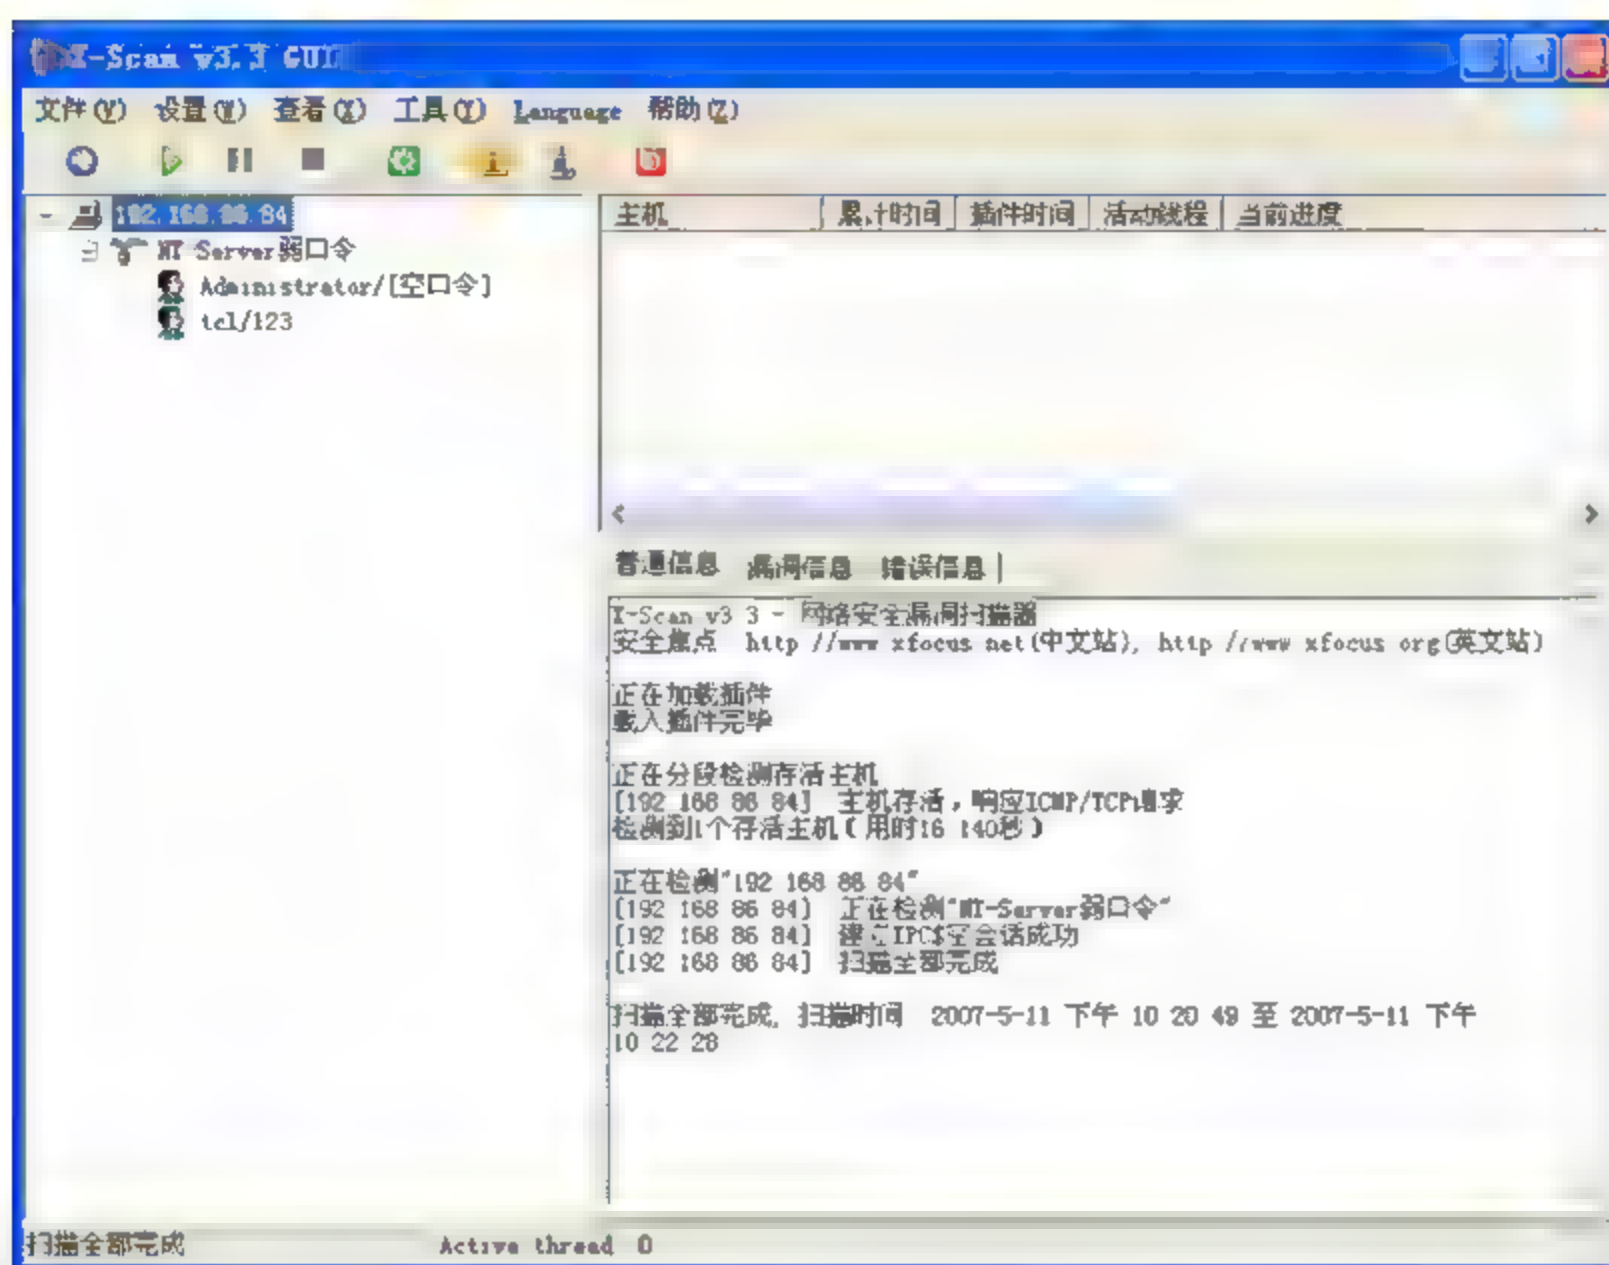 X-Scan v3.3 GUI
文件(V) 设置(W) 查看(X) 工具(Y) Language 帮助(Z)
192.168.86.84
NT-Server弱口令
Administrator/[空口令]
tcl/123
主机 累计时间 插件时间 活动线程 当前进度
普通信息 漏洞信息 错误信息
X-Scan v3.3 - 网络安全漏洞扫描器
安全焦点 http://www.xfocus.net(中文站), http://www.xfocus.org(英文站)
正在加载插件
载入插件完毕
正在分段检测存活主机
[192.168.86.84] 主机存活,响应ICMP/TCP请求
检测到1个存活主机(用时16.140秒)
正在检测"192.168.86.84"
[192.168.86.84] 正在检测"NT-Server弱口令"
[192.168.86.84] 建立IPC$空会话成功
[192.168.86.84] 扫描全部完成
扫描全部完成, 扫描时间 2007-5-11 下午 10:20:49 至 2007-5-11 下午
10:22:28
扫描全部完成 Active thread 0